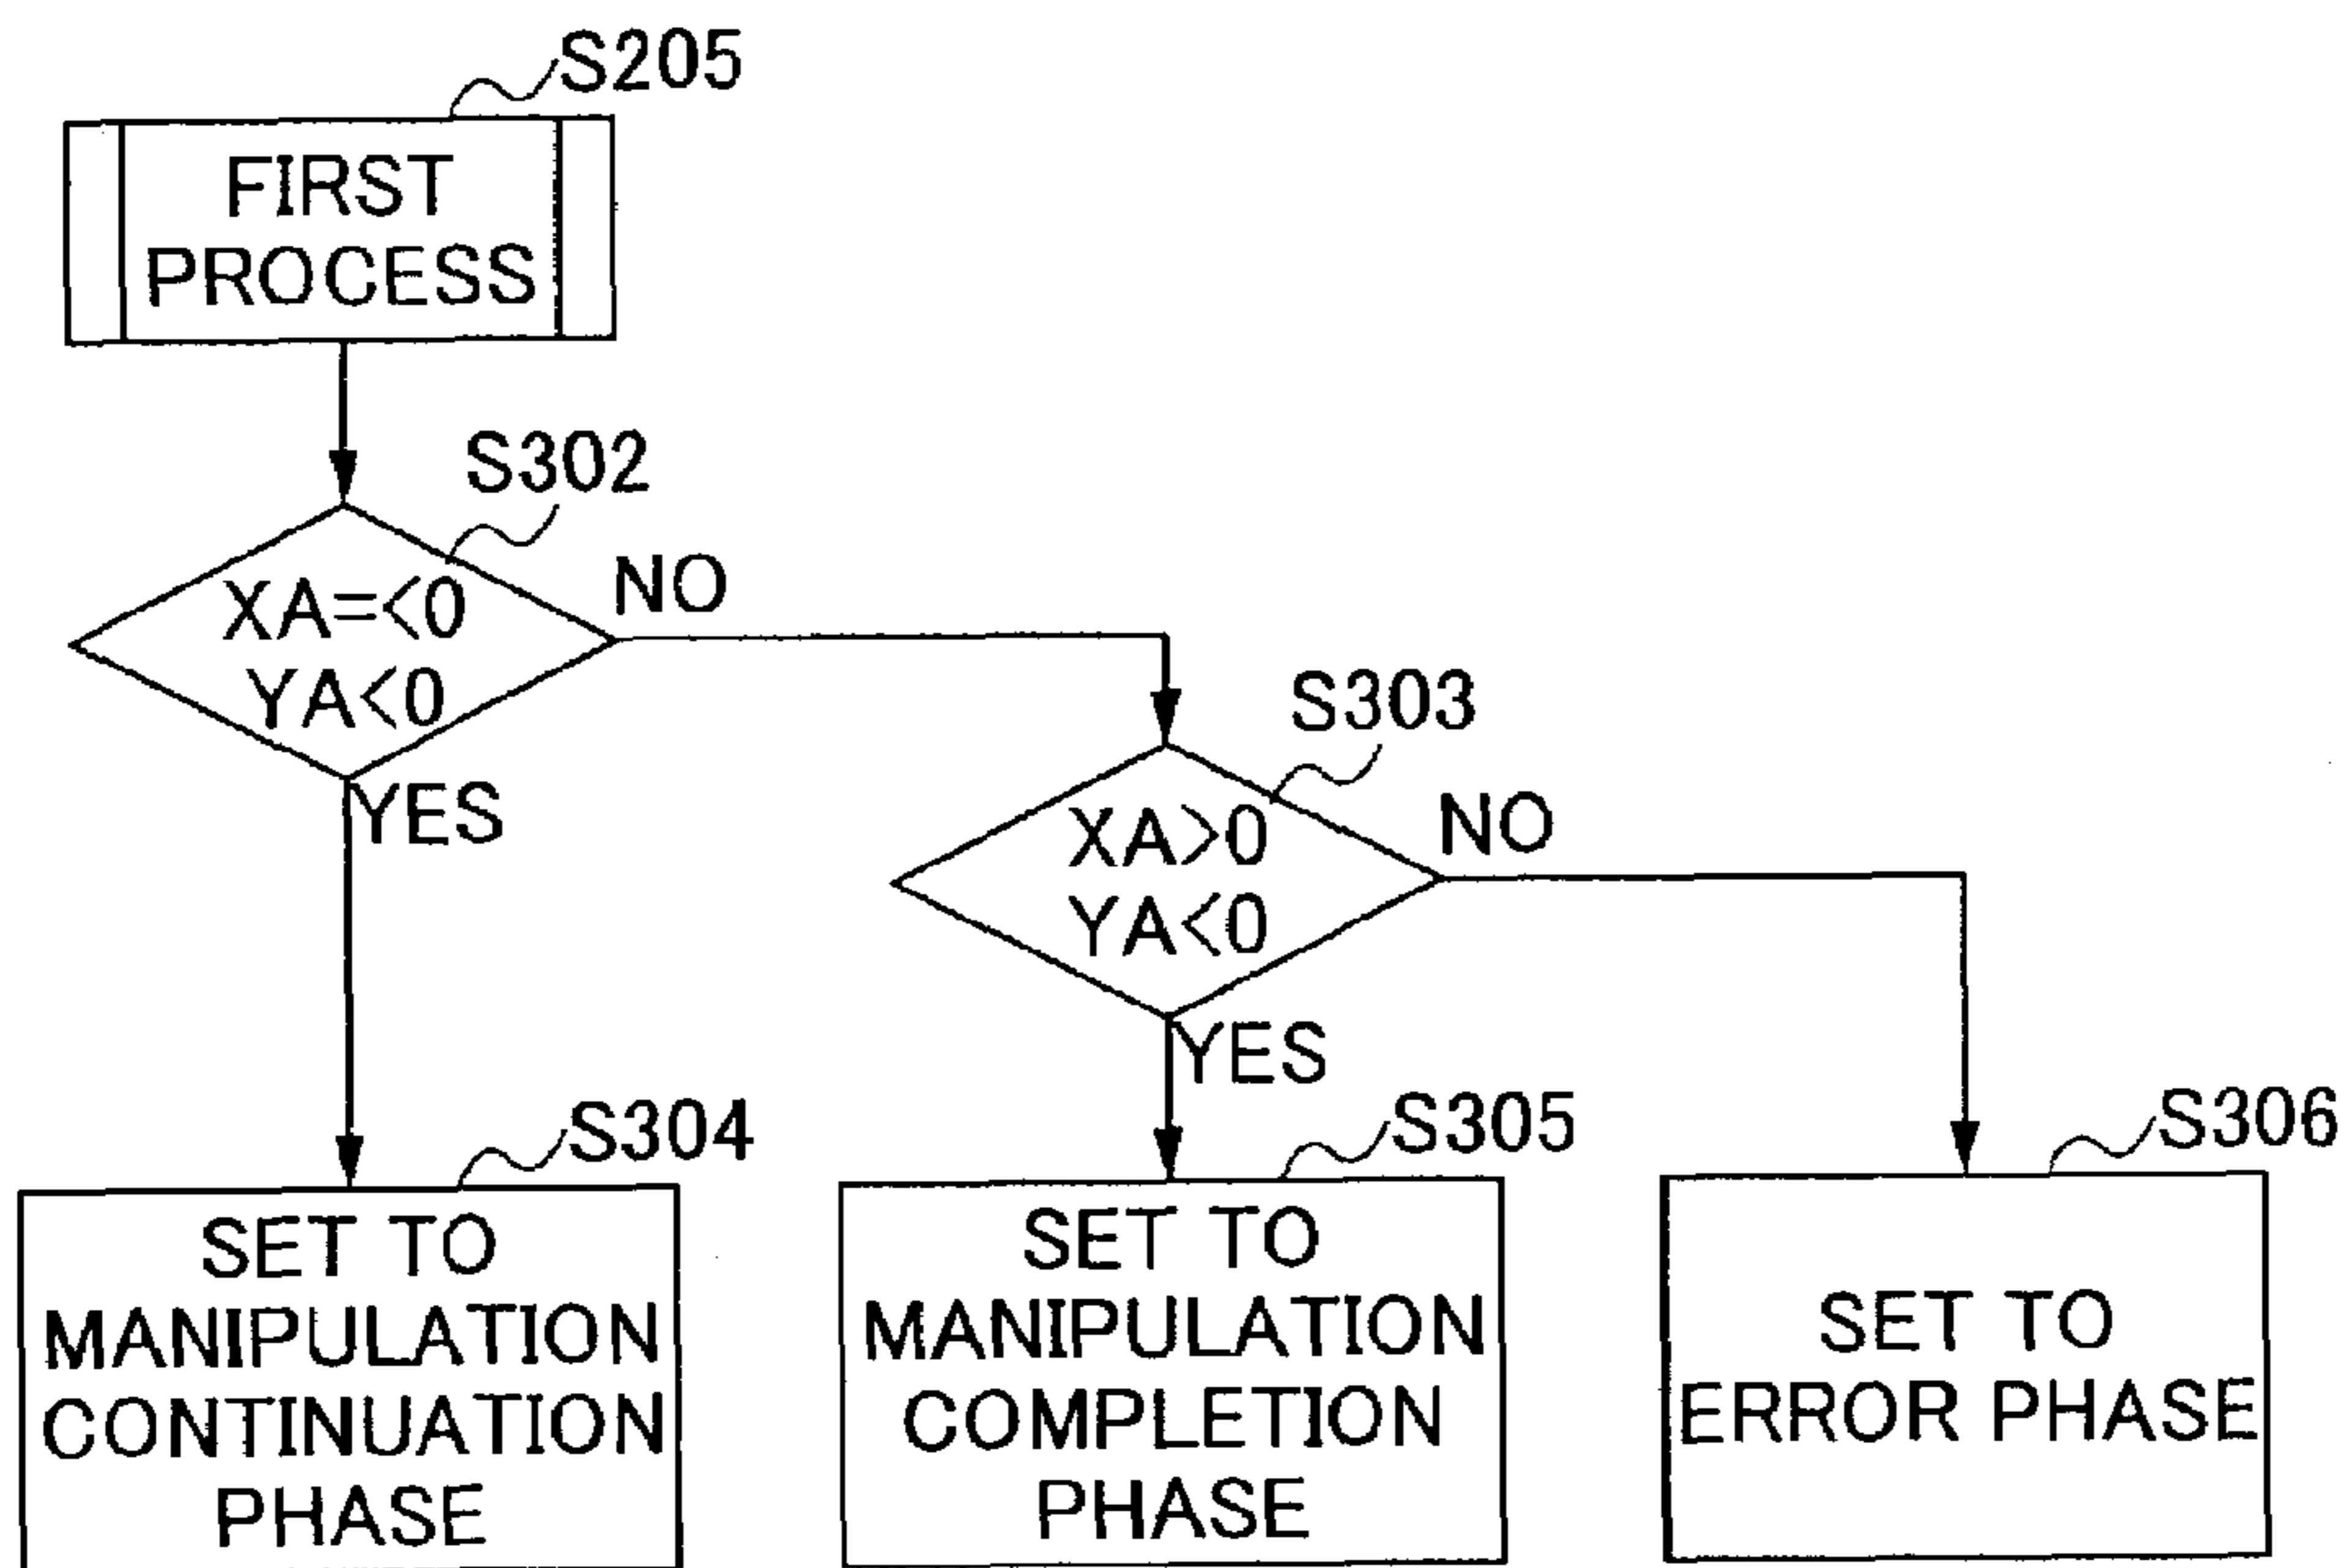 S205
FIRST
PROCESS
S302
XA=<0
YA<0
NO
YES
S303
XA>0
YA<0
NO
YES
S304
SET TO
MANIPULATION
CONTINUATION
PHASE
S305
SET TO
MANIPULATION
COMPLETION
PHASE
S306
SET TO
ERROR PHASE